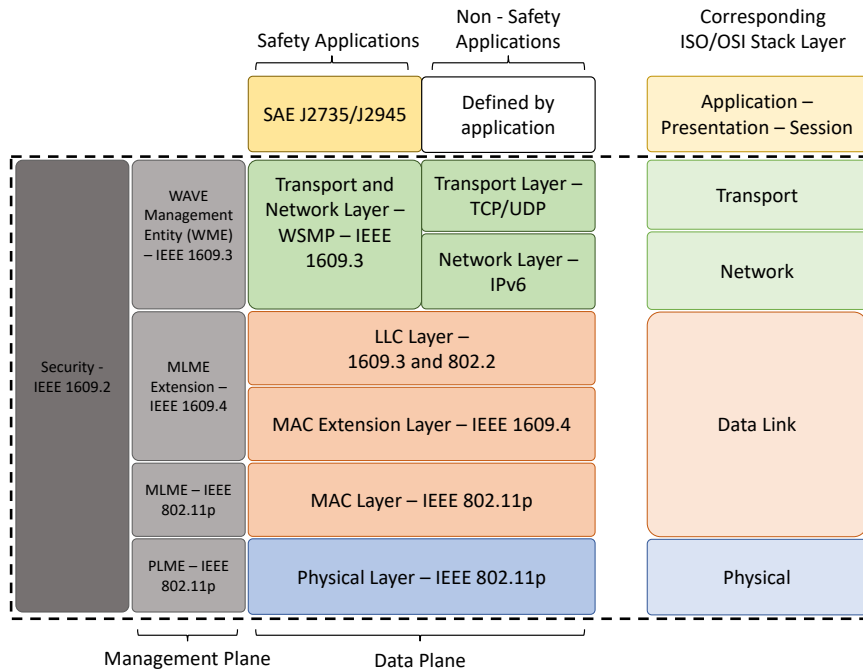 Safety Applications
Non - Safety
Applications
Corresponding
ISO/OSI Stack Layer
SAE J2735/J2945
Defined by
application
Application –
Presentation – Session
Security -
IEEE 1609.2
WAVE
Management
Entity (WME)
– IEEE 1609.3
Transport and
Network Layer –
WSMP – IEEE
1609.3
Transport Layer –
TCP/UDP
Network Layer –
IPv6
Transport
Network
MLME
Extension –
IEEE 1609.4
LLC Layer –
1609.3 and 802.2
MAC Extension Layer – IEEE 1609.4
Data Link
MLME – IEEE
802.11p
MAC Layer – IEEE 802.11p
PLME – IEEE
802.11p
Physical Layer – IEEE 802.11p
Physical
Management Plane
Data Plane